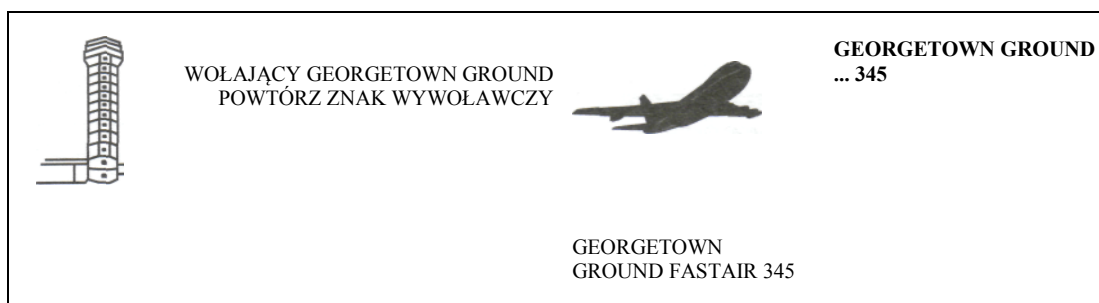 GEORGETOWN GROUND
... 345
WOŁAJĄCY GEORGETOWN GROUND
POWTÓRZ ZNAK WYWOŁAWCZY
GEORGETOWN
GROUND FASTAIR 345